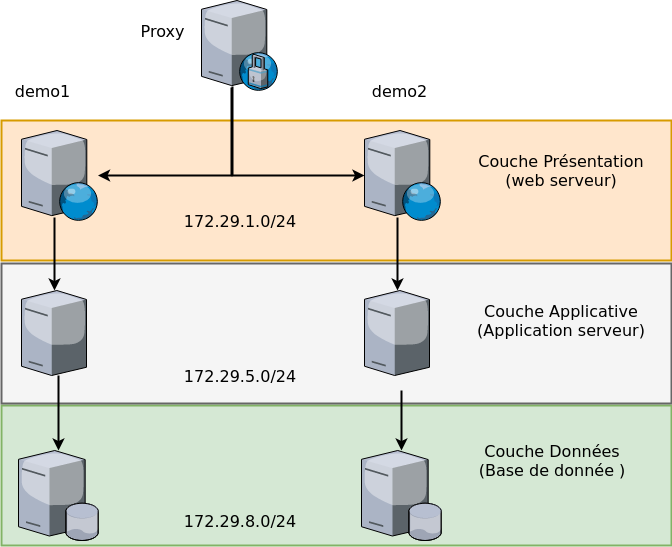 Proxy
demo1
demo2
Couche Présentation
(web serveur)
172.29.1.0/24
Couche Applicative
(Application serveur)
172.29.5.0/24
Couche Données
(Base de donnée )
172.29.8.0/24